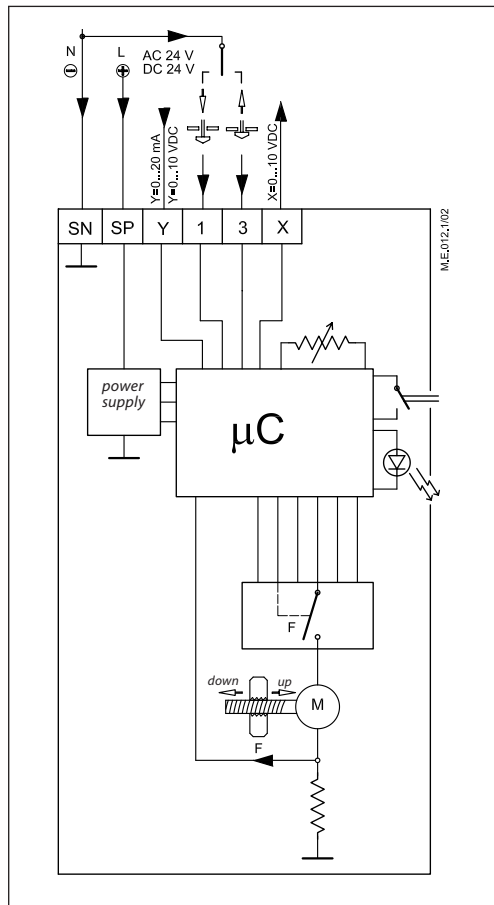 N L AC 24 V
DC 24 V
Y=0...20 mA
Y=0...10 VDC
X=0...10 VDC
SN SP Y 1 3 X
M.E.012.1/02
power
supply
µC
F
down up
M
F